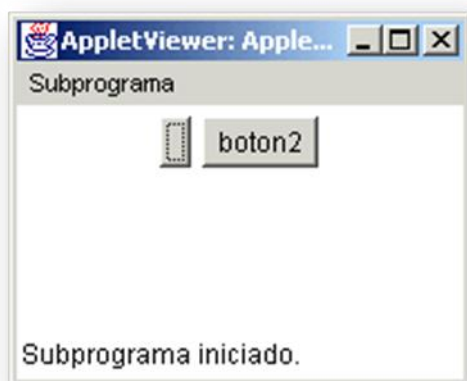 AppletViewer: Apple...
Subprograma
boton2
Subprograma iniciado.